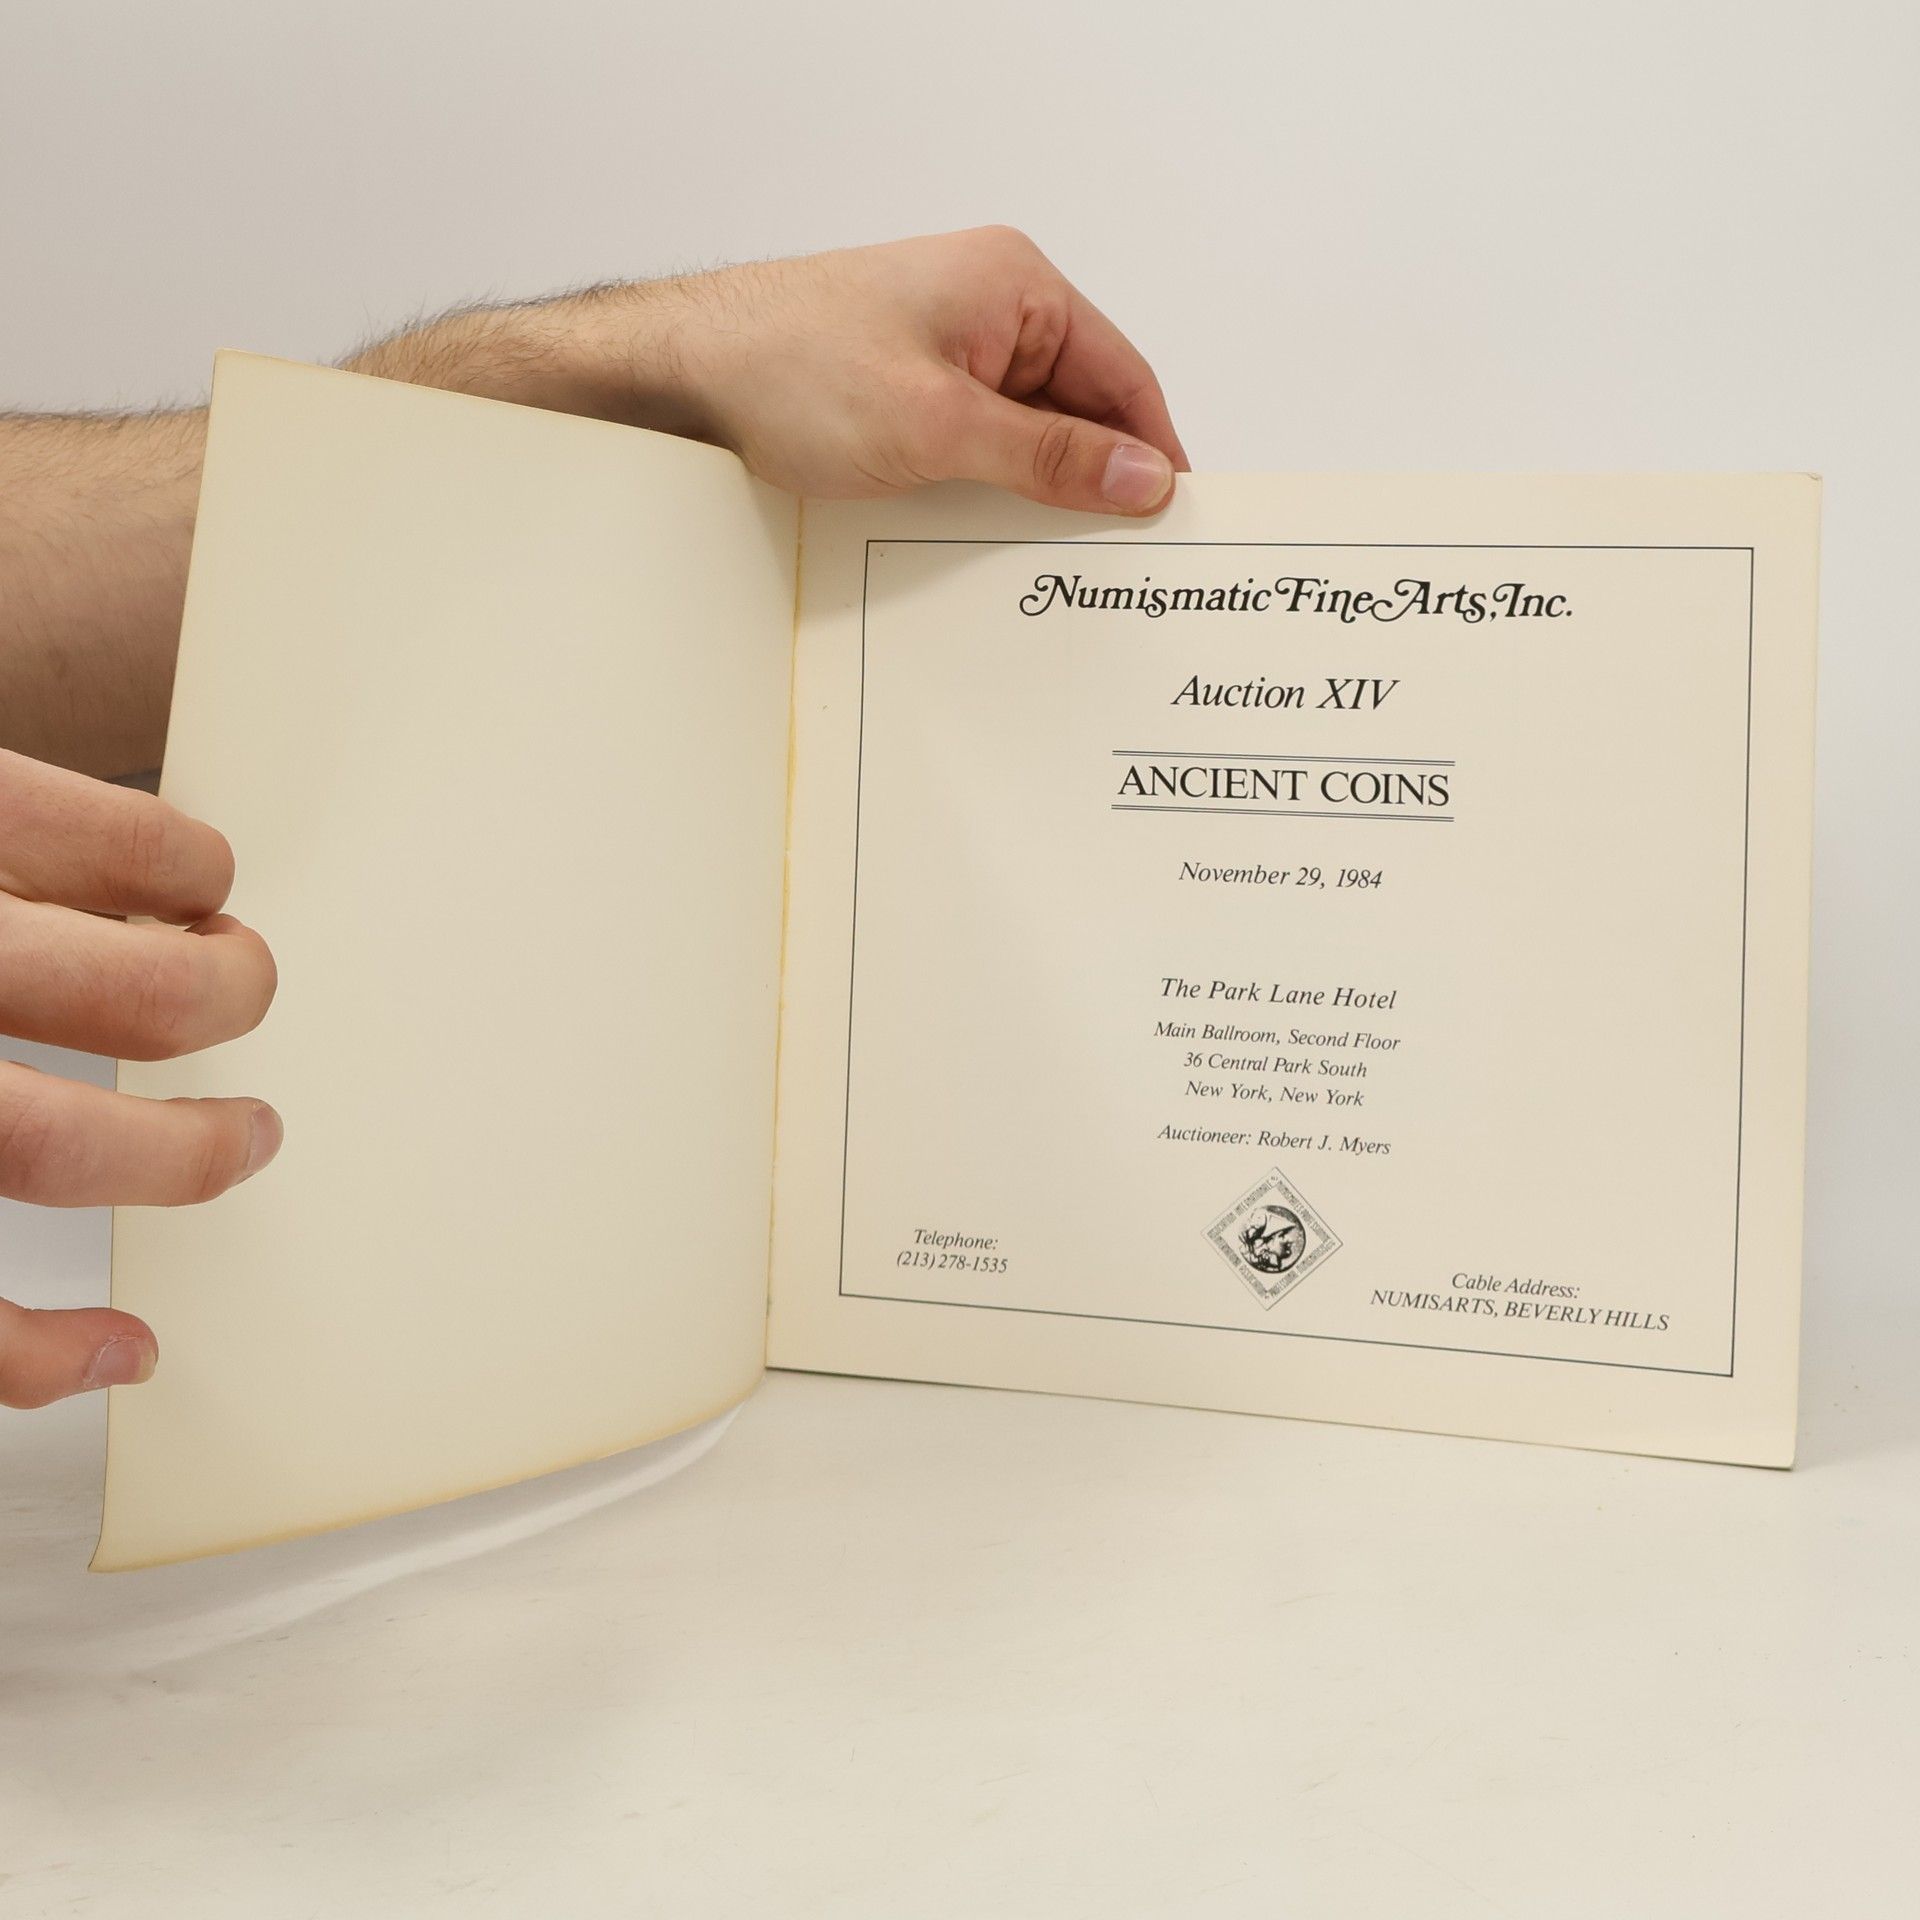 Numismatic Fine Arts, Inc.
Auction XIV
ANCIENT COINS
November 29, 1984
The Park Lane Hotel
Main Ballroom, Second Floor
36 Central Park South
New York, New York
Auctioneer: Robert J. Myers
Telephone:
(213) 278-1535
Cable Address:
NUMISARTS, BEVERLY HILLS